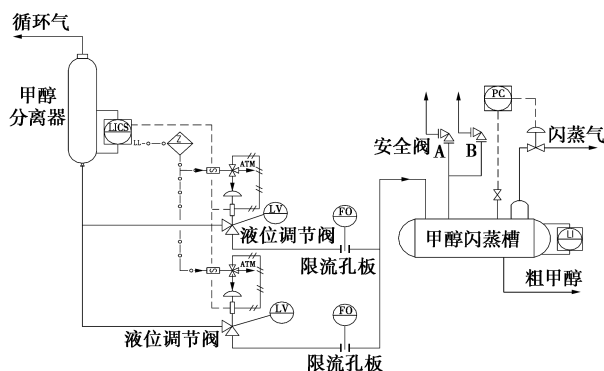 循环气
甲醇
分离器
LICS
LL
Z
S
ATM
LV
液位调节阀
FO
限流孔板
S
ATM
LV
液位调节阀
FO
限流孔板
安全阀
A
B
PC
闪蒸气
甲醇闪蒸槽
LI
粗甲醇